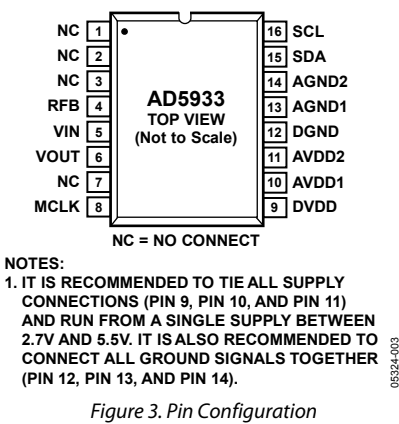 NC 1
NC 2
NC 3
RFB 4
VIN 5
VOUT 6
NC 7
MCLK 8
AD5933
TOP VIEW
(Not to Scale)
16 SCL
15 SDA
14 AGND2
13 AGND1
12 DGND
11 AVDD2
10 AVDD1
9 DVDD
NC = NO CONNECT
NOTES:
1. IT IS RECOMMENDED TO TIE ALL SUPPLY
CONNECTIONS (PIN 9, PIN 10, AND PIN 11)
AND RUN FROM A SINGLE SUPPLY BETWEEN
2.7V AND 5.5V. IT IS ALSO RECOMMENDED TO
CONNECT ALL GROUND SIGNALS TOGETHER
(PIN 12, PIN 13, AND PIN 14).
05324-003
Figure 3. Pin Configuration